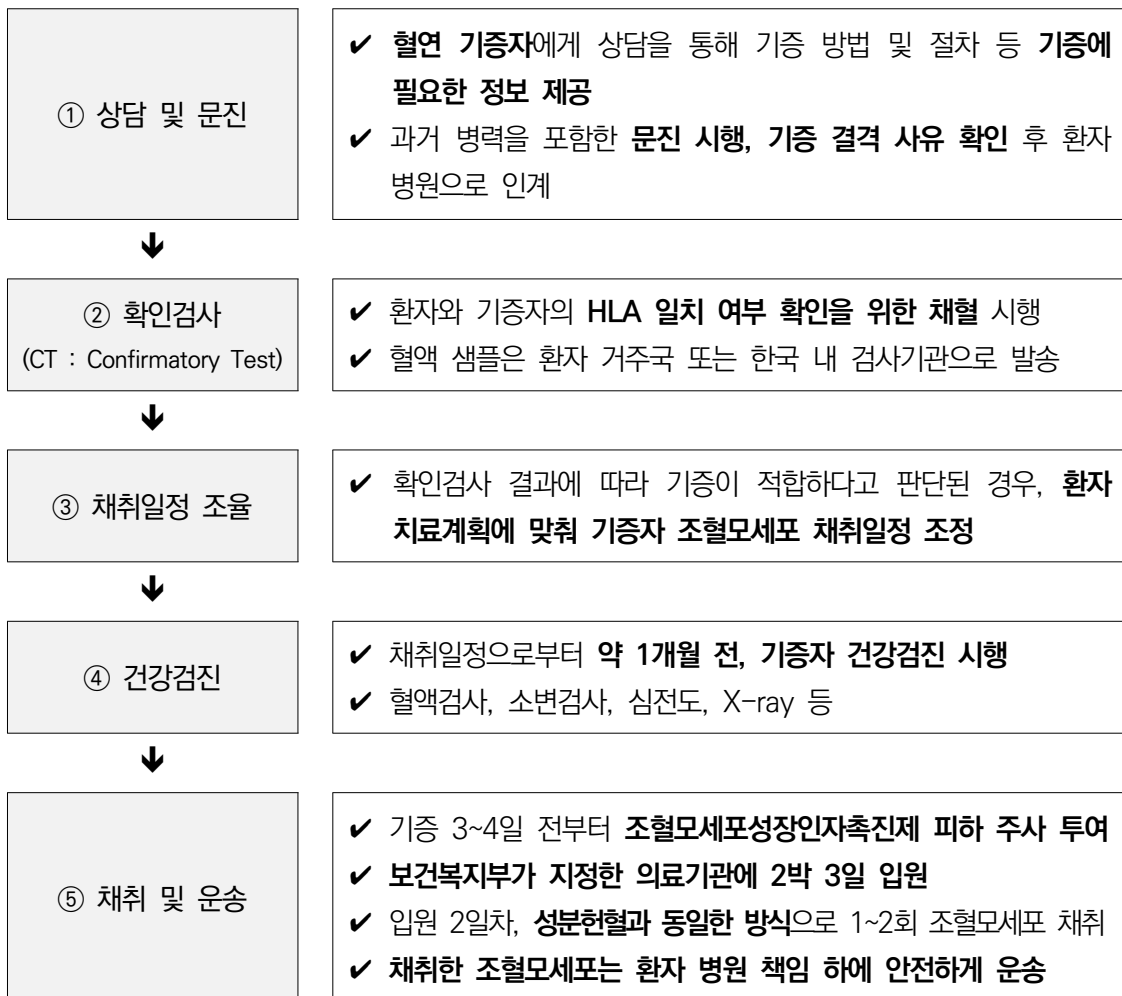 ① 상담 및 문진
✔ 혈연 기증자에게 상담을 통해 기증 방법 및 절차 등 기증에
필요한 정보 제공
✔ 과거 병력을 포함한 문진 시행, 기증 결격 사유 확인 후 환자
병원으로 인계
② 확인검사
(CT : Confirmatory Test)
✔ 환자와 기증자의 HLA 일치 여부 확인을 위한 채혈 시행
✔ 혈액 샘플은 환자 거주국 또는 한국 내 검사기관으로 발송
③ 채취일정 조율
✔ 확인검사 결과에 따라 기증이 적합하다고 판단된 경우, 환자
치료계획에 맞춰 기증자 조혈모세포 채취일정 조정
④ 건강검진
✔ 채취일정으로부터 약 1개월 전, 기증자 건강검진 시행
✔ 혈액검사, 소변검사, 심전도, X-ray 등
⑤ 채취 및 운송
✔ 기증 3~4일 전부터 조혈모세포성장인자촉진제 피하 주사 투여
✔ 보건복지부가 지정한 의료기관에 2박 3일 입원
✔ 입원 2일차, 성분헌혈과 동일한 방식으로 1~2회 조혈모세포 채취
✔ 채취한 조혈모세포는 환자 병원 책임 하에 안전하게 운송